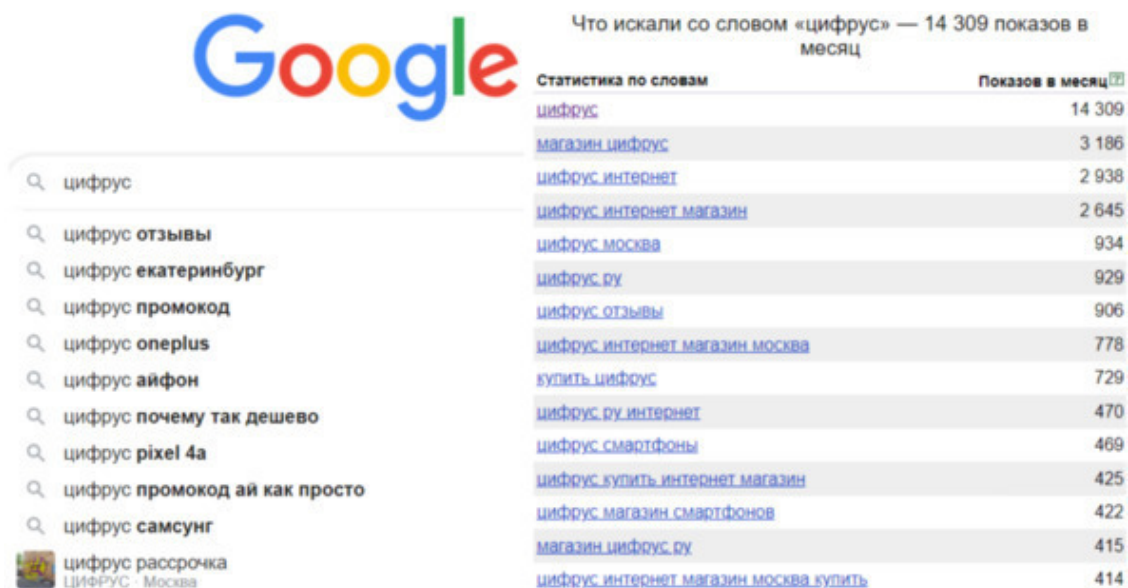 Google
цифрус
цифрус отзывы
цифрус екатеринбург
цифрус промокод
цифрус oneplus
цифрус айфон
цифрус почему так дешево
цифрус pixel 4a
цифрус промокод ай как просто
цифрус самсунг
цифрус рассрочка
ЦИФРУС · Москва
Что искали со словом «цифрус» — 14 309 показов в
месяц
Статистика по словам Показов в месяц ?
цифрус 14 309
магазин цифрус 3 186
цифрус интернет 2 938
цифрус интернет магазин 2 645
цифрус москва 934
цифрус ру 929
цифрус отзывы 906
цифрус интернет магазин москва 778
купить цифрус 729
цифрус ру интернет 470
цифрус смартфоны 469
цифрус купить интернет магазин 425
цифрус магазин смартфонов 422
магазин цифрус ру 415
цифрус интернет магазин москва купить 414